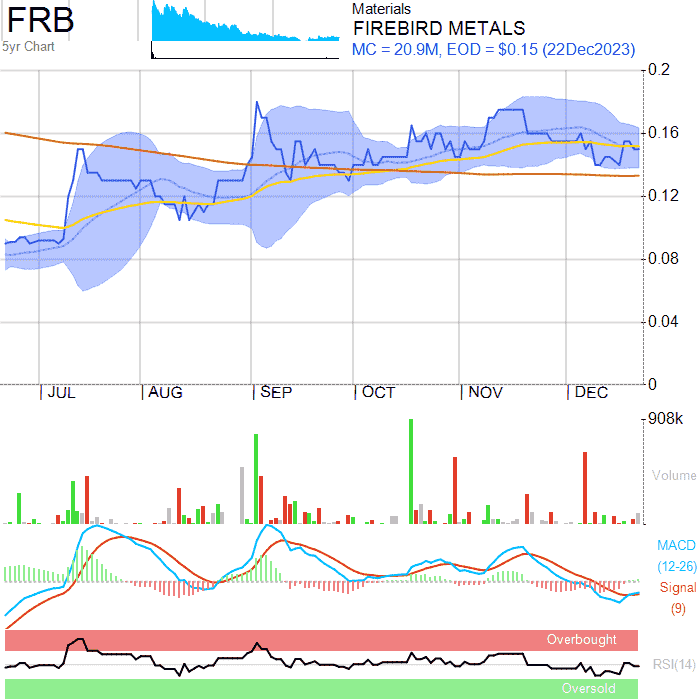 FRB
5yr Chart
Materials
FIREBIRD METALS
MC = 20.9M, EOD = $0.15 (22Dec2023)
0.2
0.16
0.12
0.08
0.04
0
JUL AUG SEP OCT NOV DEC
908k
Volume
MACD
(12-26)
Signal
(9)
Overbought
RSI(14)
Oversold